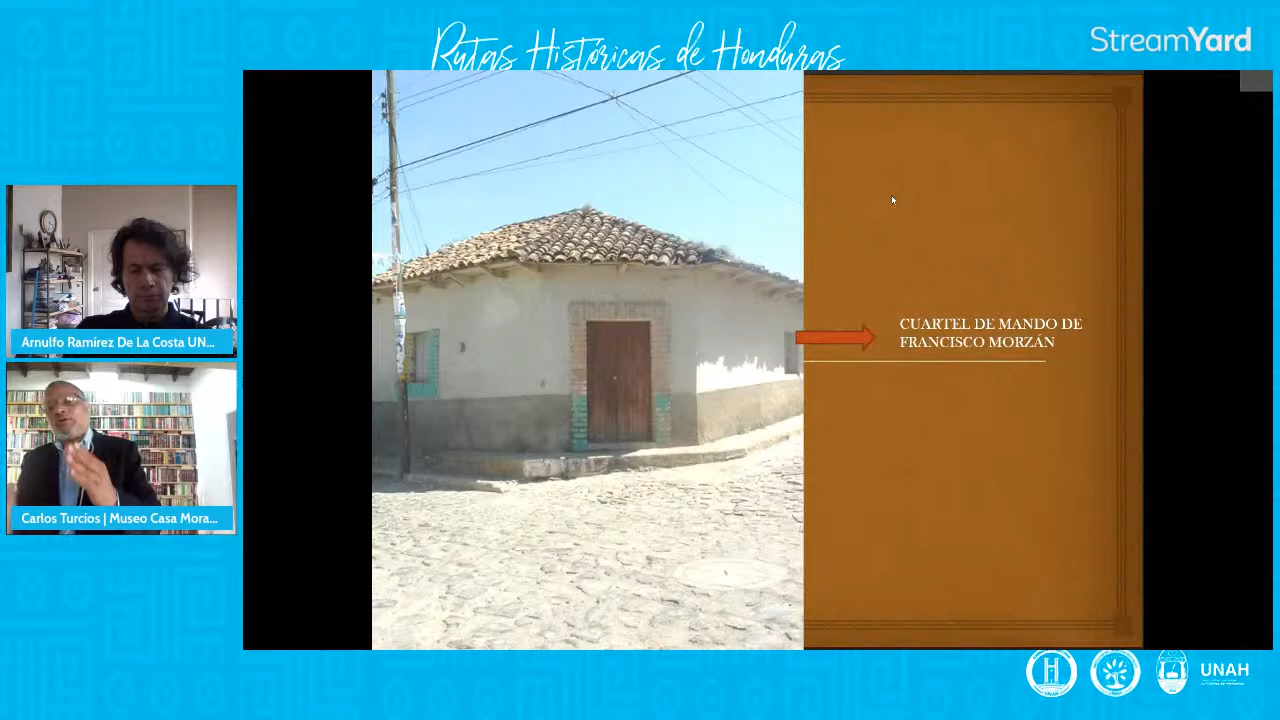 Rutas Históricas de Honduras
StreamYard
CUARTEL DE MANDO DE
FRANCISCO MORZÁN
Arnulfo Ramírez De La Costa UN...
Carlos Turcios | Museo Casa Mora...
UNAH